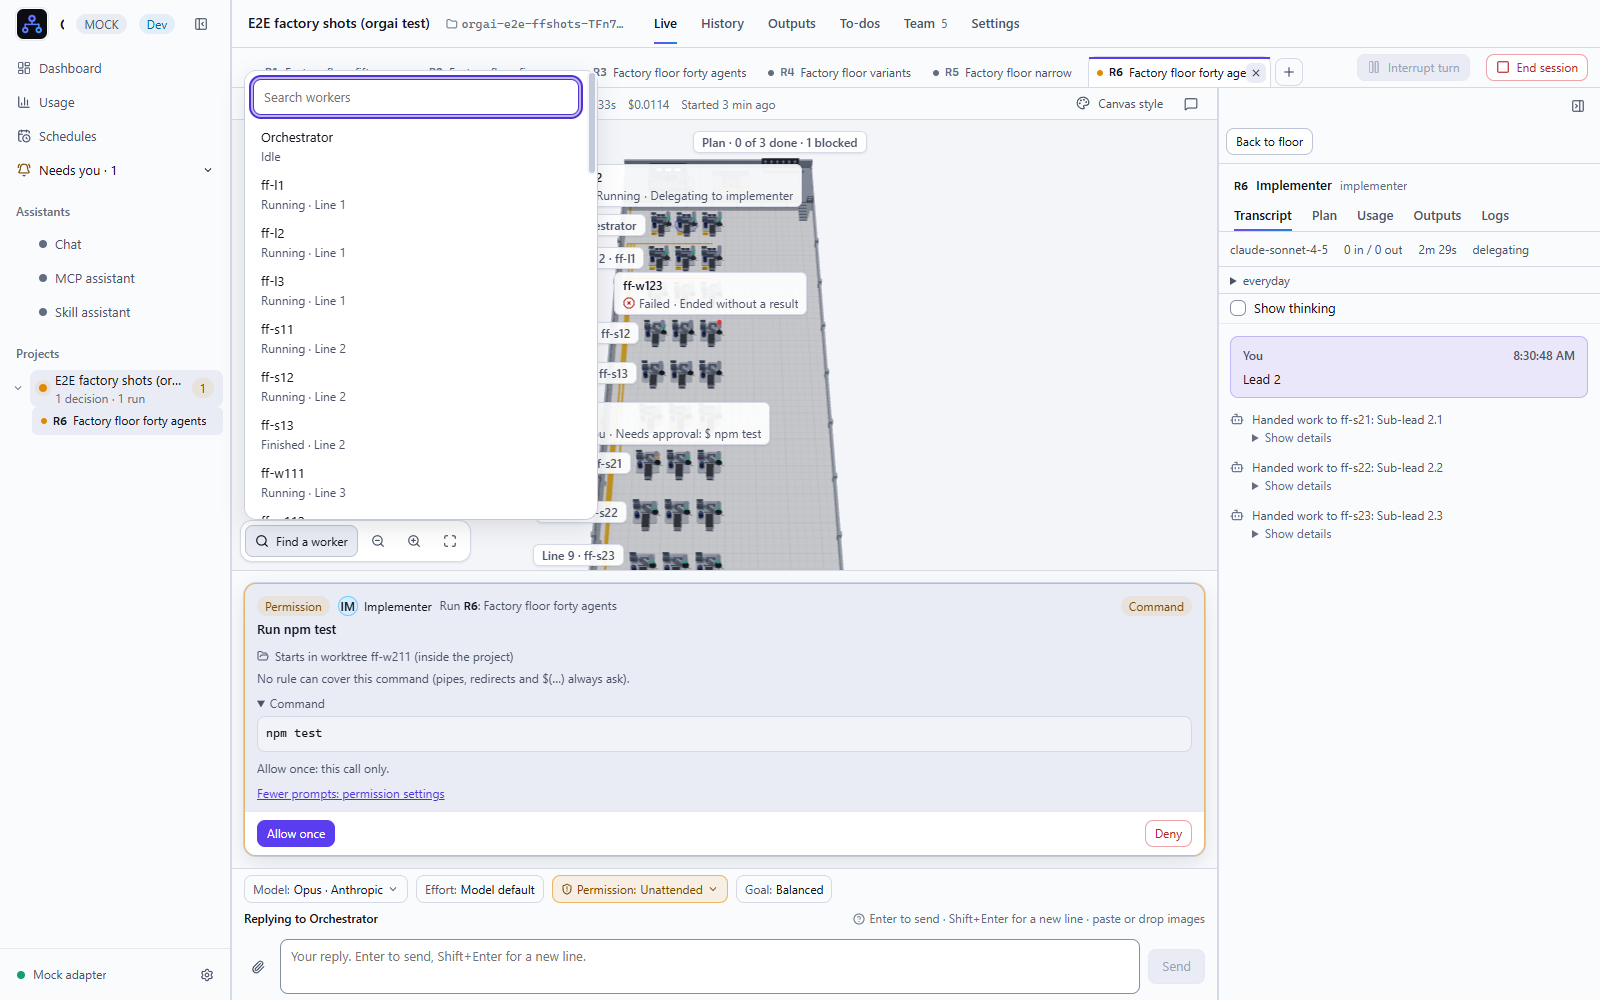 MOCK
Dev
Dashboard
Usage
Schedules
Needs you · 1
Assistants
Chat
MCP assistant
Skill assistant
Projects
E2E factory shots (or...
1 decision · 1 run
1
R6 Factory floor forty agents
Mock adapter
E2E factory shots (orgai test)
orgai-e2e-ffshots-TFn7...
Live
History
Outputs
To-dos
Team 5
Settings
R3 Factory floor forty agents
R4 Factory floor variants
R5 Factory floor narrow
R6 Factory floor forty age
Interrupt turn
End session
33s
$0.0114
Started 3 min ago
Canvas style
Search workers
Orchestrator
Idle
ff-l1
Running · Line 1
ff-l2
Running · Line 1
ff-l3
Running · Line 1
ff-s11
Running · Line 2
ff-s12
Running · Line 2
ff-s13
Finished · Line 2
ff-w111
Running · Line 3
Plan · 0 of 3 done · 1 blocked
2
Running · Delegating to implementer
estrator
2 · ff-l1
ff-w123
Failed · Ended without a result
ff-s12
ff-s13
ou · Needs approval: $ npm test
f-s21
-s22
Line 9 · ff-s23
Find a worker
Permission
IM Implementer
Run R6: Factory floor forty agents
Command
Run npm test
Starts in worktree ff-w211 (inside the project)
No rule can cover this command (pipes, redirects and $(...) always ask).
Command
npm test
Allow once: this call only.
Fewer prompts: permission settings
Allow once
Deny
Model: Opus · Anthropic
Effort: Model default
Permission: Unattended
Goal: Balanced
Replying to Orchestrator
Enter to send · Shift+Enter for a new line · paste or drop images
Your reply. Enter to send, Shift+Enter for a new line.
Send
Back to floor
R6 Implementer implementer
Transcript
Plan
Usage
Outputs
Logs
claude-sonnet-4-5
0 in / 0 out
2m 29s
delegating
everyday
Show thinking
You
8:30:48 AM
Lead 2
Handed work to ff-s21: Sub-lead 2.1
Show details
Handed work to ff-s22: Sub-lead 2.2
Show details
Handed work to ff-s23: Sub-lead 2.3
Show details